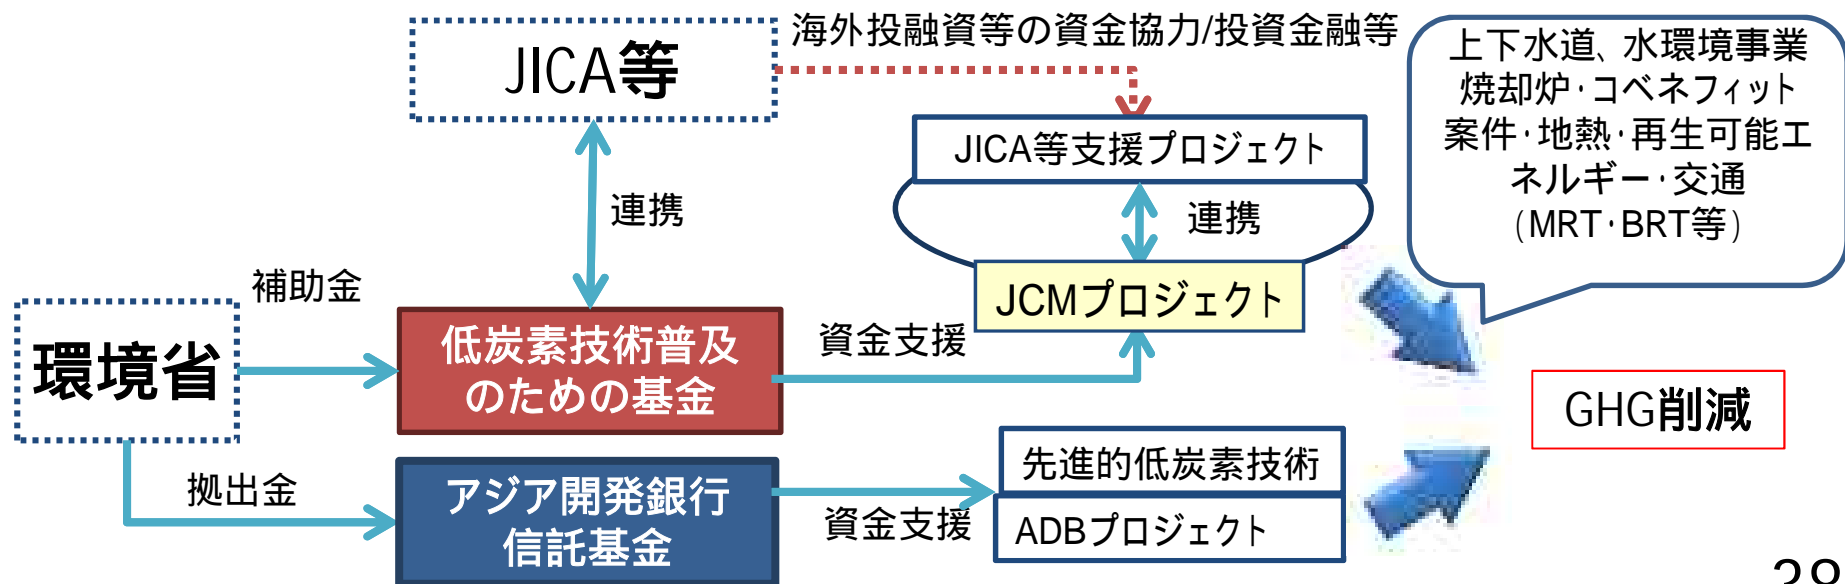 海外投融資等の資金協力/投資金融等
JICA等
上下水道、水環境事業
焼却炉・コベネフィット
案件・地熱・再生可能エ
ネルギー・交通
(MRT・BRT等)
JICA等支援プロジェクト
連携
連携
補助金
JCMプロジェクト
環境省
低炭素技術普及
のための基金
資金支援
GHG削減
拠出金
アジア開発銀行
信託基金
資金支援
先進的低炭素技術
ADBプロジェクト